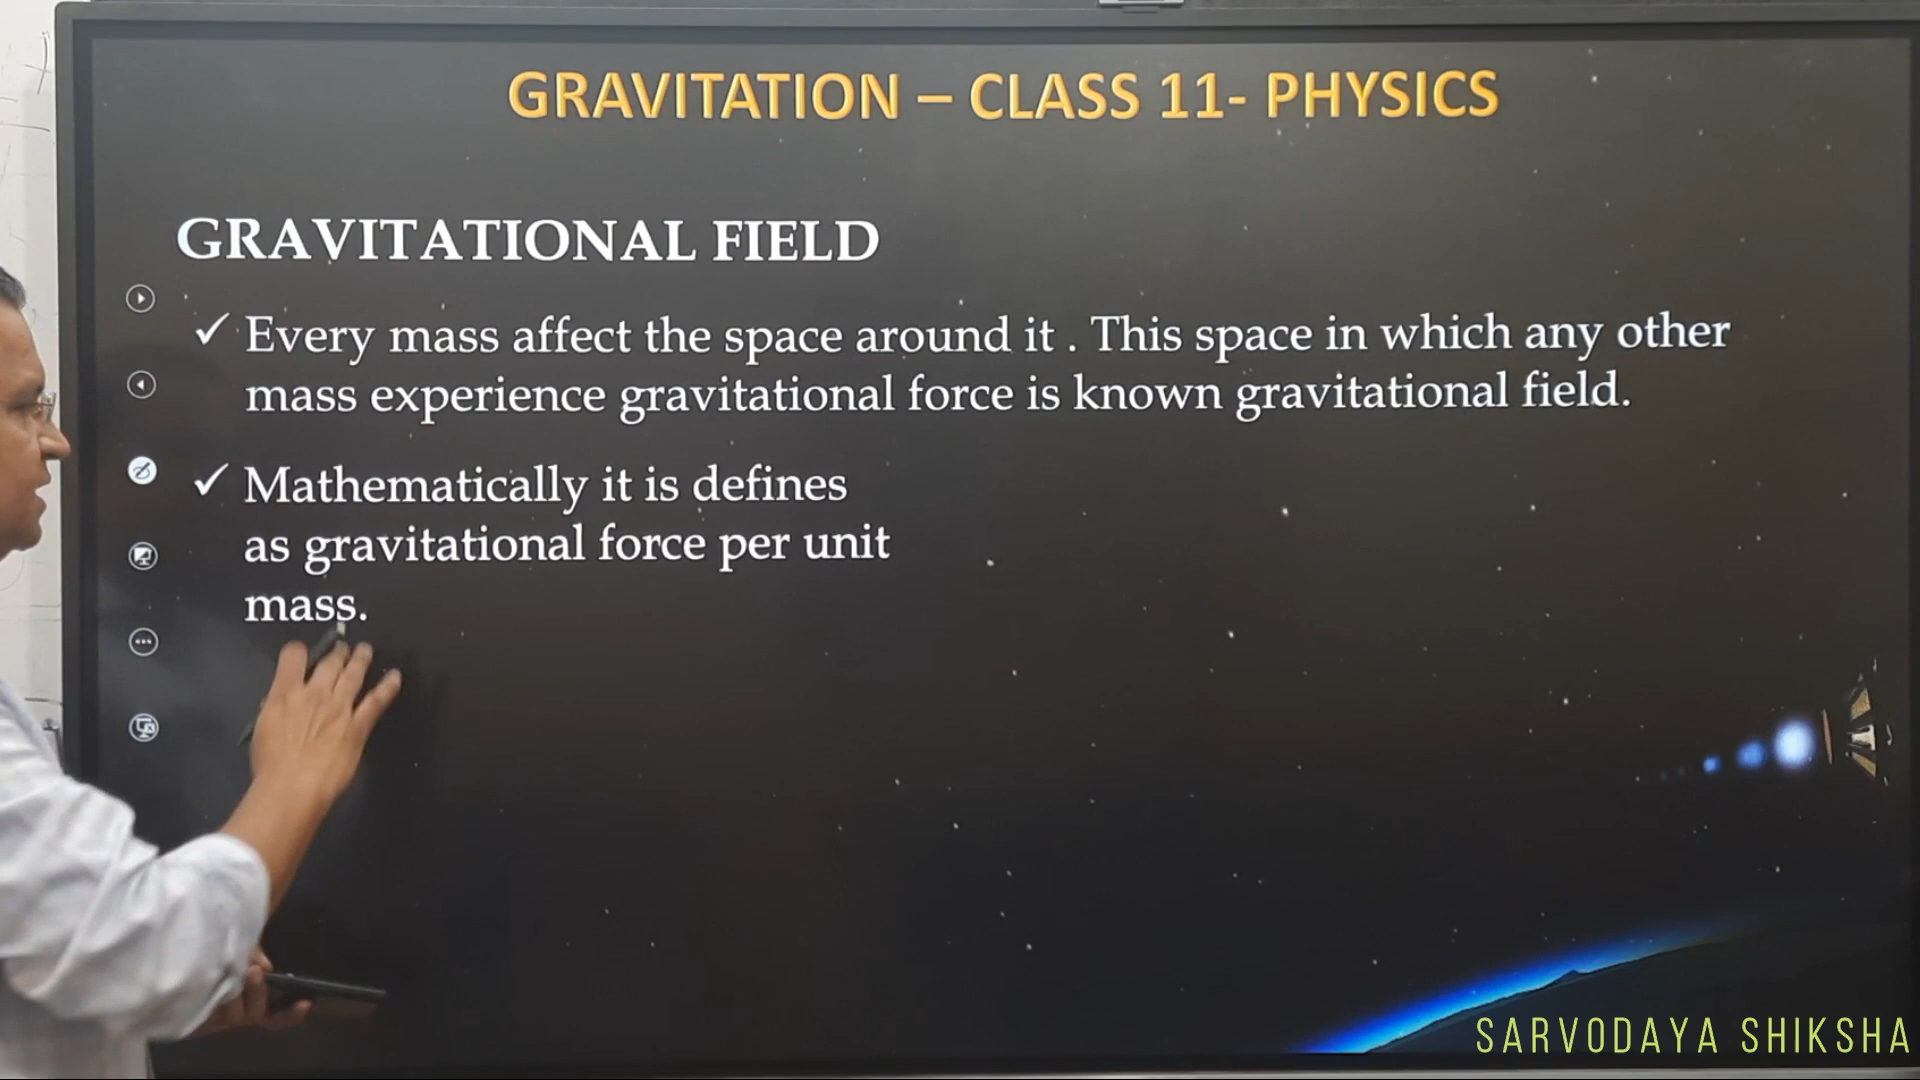 GRAVITATION – CLASS 11- PHYSICS
GRAVITATIONAL FIELD
✓ Every mass affect the space around it . This space in which any other
mass experience gravitational force is known gravitational field.
✓ Mathematically it is defines
as gravitational force per unit
mass.
SARVODAYA SHIKSHA